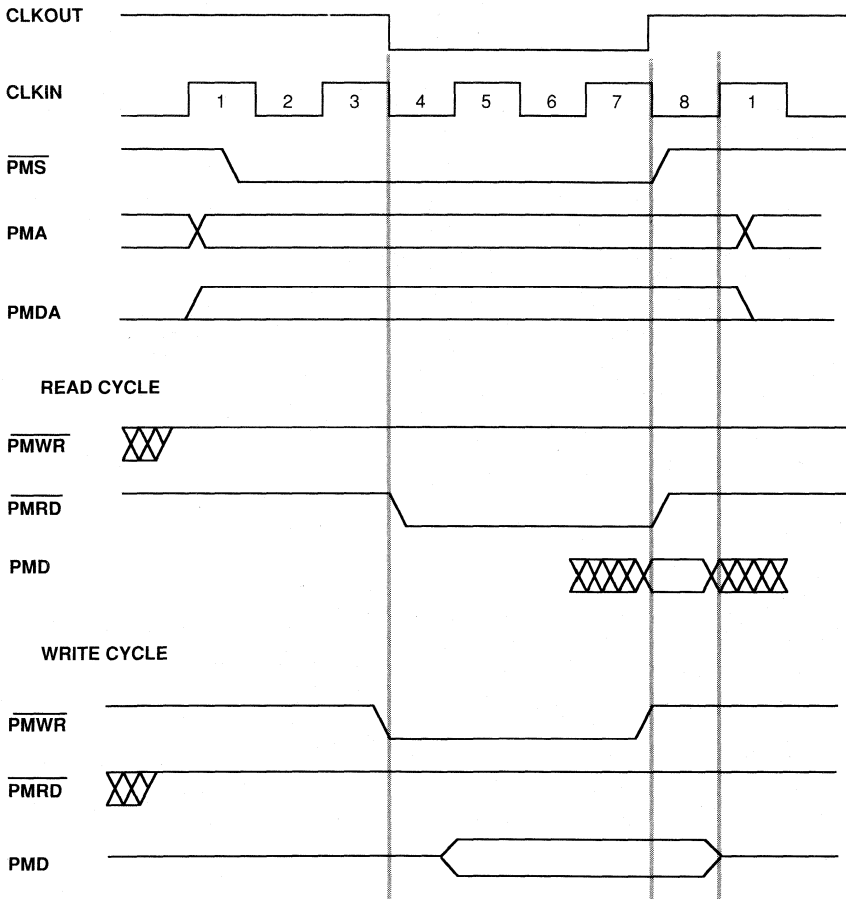 CLKOUT
CLKIN
1 2 3 4 5 6 7 8 1
PMS
PMA
PMDA
READ CYCLE
PMWR
PMRD
PMD
WRITE CYCLE
PMWR
PMRD
PMD